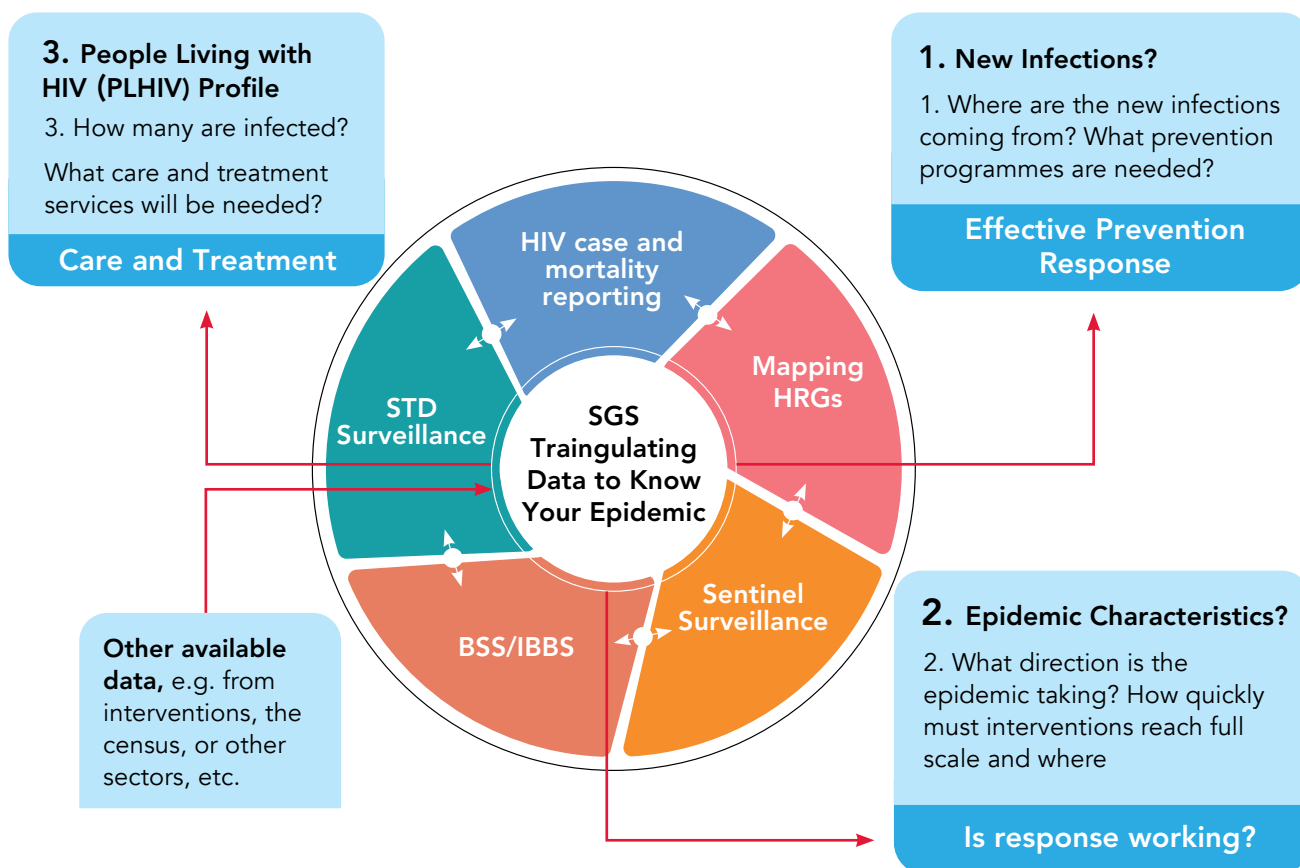 3. People Living with
HIV (PLHIV) Profile
3. How many are infected?
What care and treatment
services will be needed?
Care and Treatment
1. New Infections?
1. Where are the new infections
coming from? What prevention
programmes are needed?
Effective Prevention
Response
HIV case and
mortality
reporting
Mapping
HRGs
STD
Surveillance
SGS
Traingulating
Data to Know
Your Epidemic
Sentinel
Surveillance
BSS/IBBS
Other available
data, e.g. from
interventions, the
census, or other
sectors, etc.
2. Epidemic Characteristics?
2. What direction is the
epidemic taking? How quickly
must interventions reach full
scale and where
Is response working?